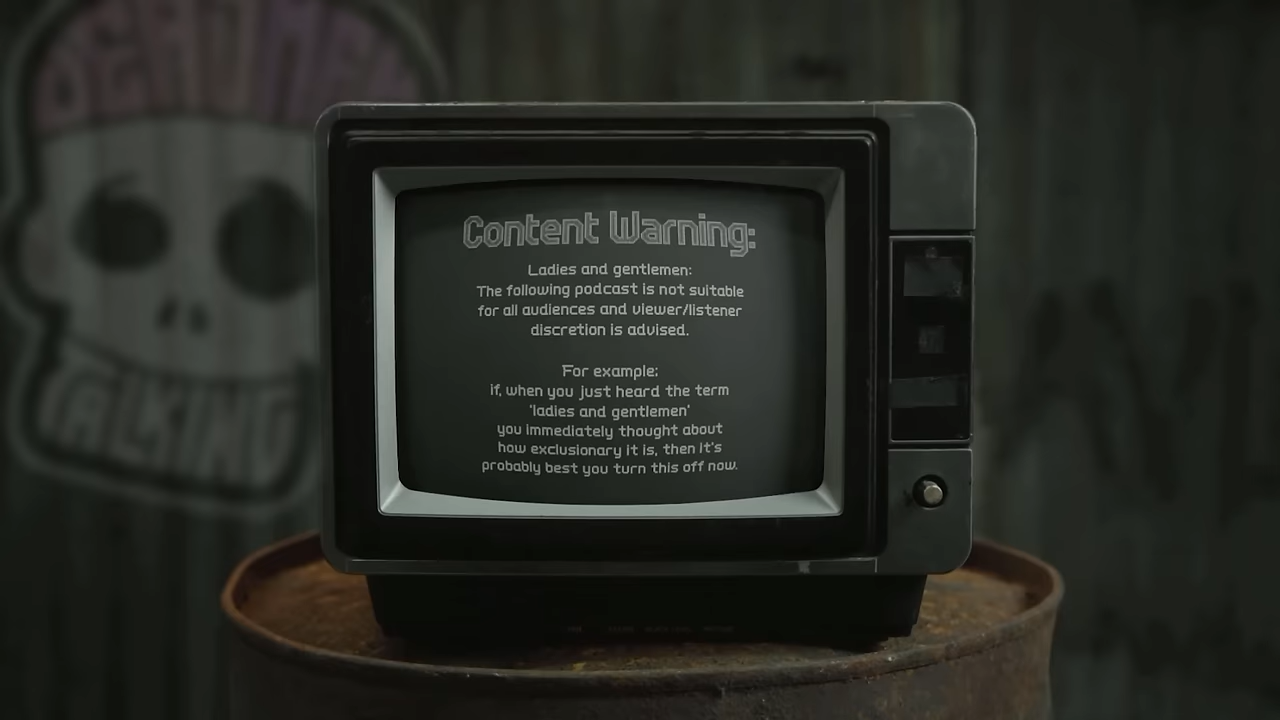 DEAD MEN
TALKING
Content Warning:
Ladies and gentlemen:
The following podcast is not suitable
for all audiences and viewer/listener
discretion is advised.
For example:
if, when you just heard the term
'ladies and gentlemen'
you immediately thought about
how exclusionary it is, then it's
probably best you turn this off now.